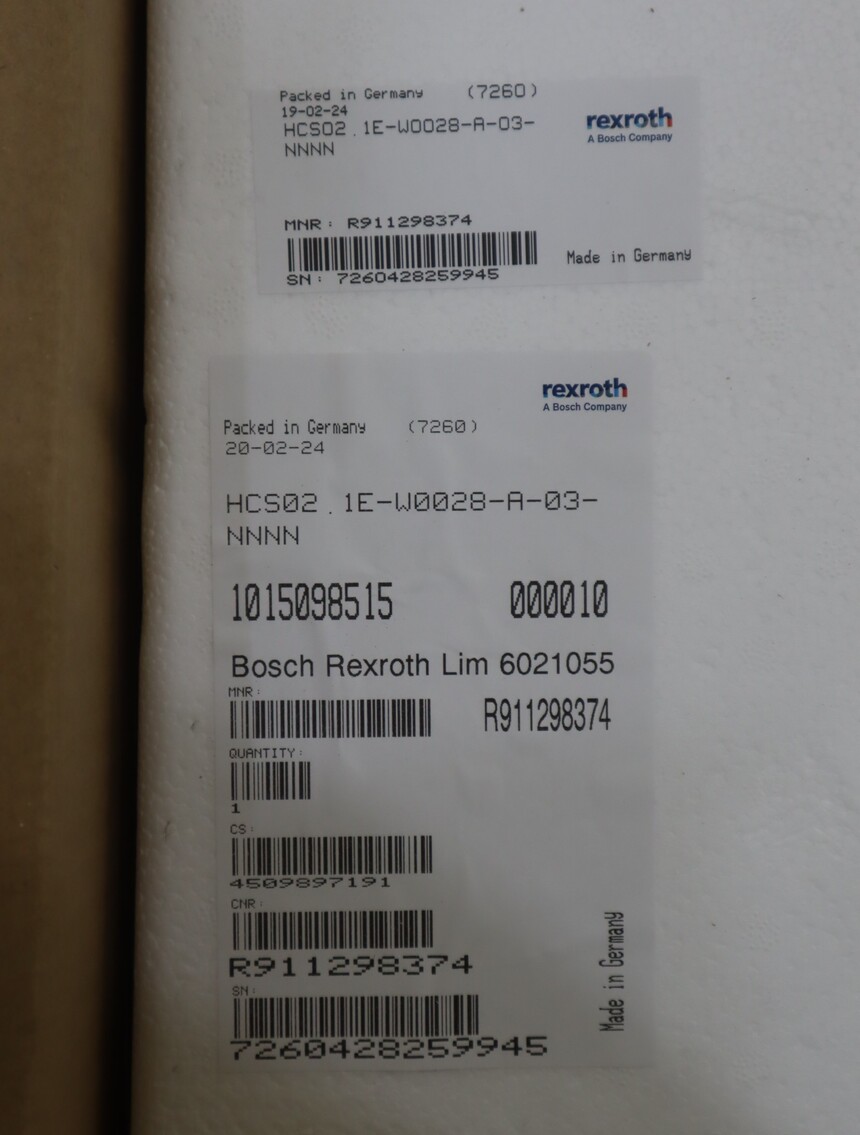 Packed in Germany (7260)
19-02-24
HCS02.1E-W0028-A-03-
NNNN
rexroth
A Bosch Company
MNR: R911298374
SN: 7260428259945
Made in Germany
rexroth
A Bosch Company
Packed in Germany (7260)
20-02-24
HCS02.1E-W0028-A-03-
NNNN
1015098515 000010
Bosch Rexroth Lim 6021055
MNR:
R911298374
QUANTITY:
1
CS:
4509897191
CNR:
R911298374
SN:
7260428259945
Made in Germany